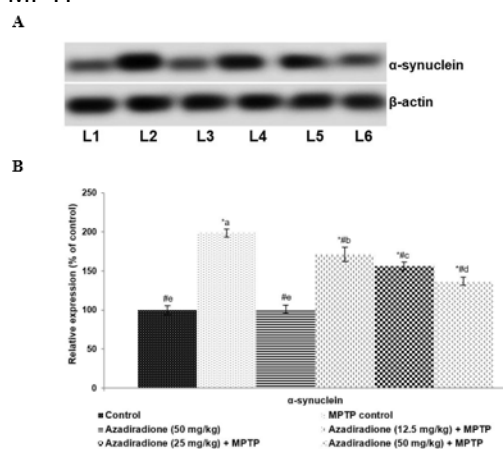 A
α-synuclein
β-actin
L1 L2 L3 L4 L5 L6
B
Relative expression (% of control)
250
200
150
100
50
0
#e
*a
#e
*#b
*#c
*#d
α-synuclein
Control MPTP control
Azadiradione (50 mg/kg) Azadiradione (12.5 mg/kg) + MPTP
Azadiradione (25 mg/kg) + MPTP Azadiradione (50 mg/kg) + MPTP